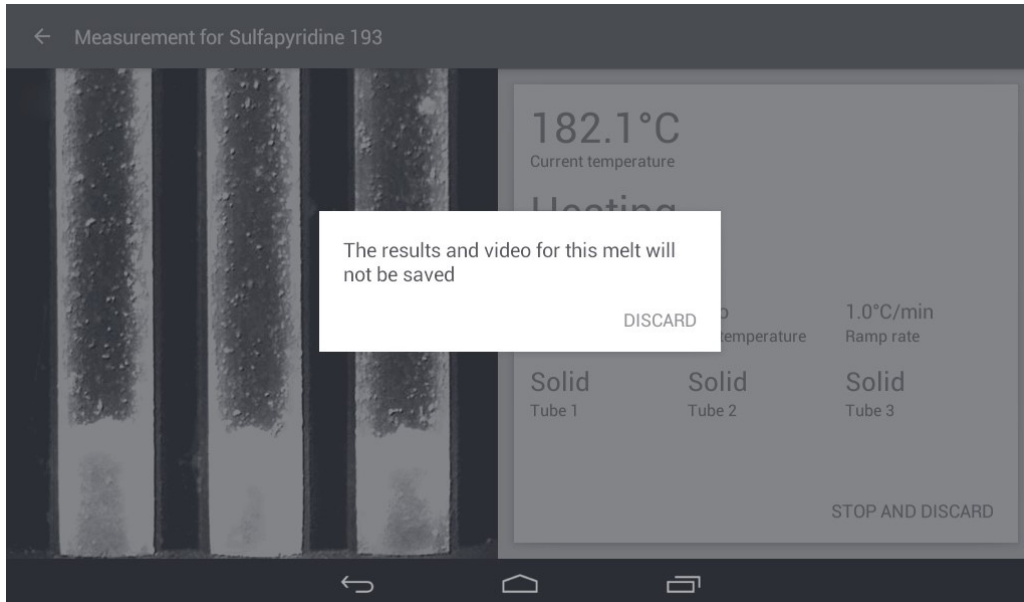 Measurement for Sulfapyridine 193
182.1°C
Current temperature
The results and video for this melt will
not be saved
DISCARD
temperature
1.0°C/min
Ramp rate
Solid
Tube 1
Solid
Tube 2
Solid
Tube 3
STOP AND DISCARD